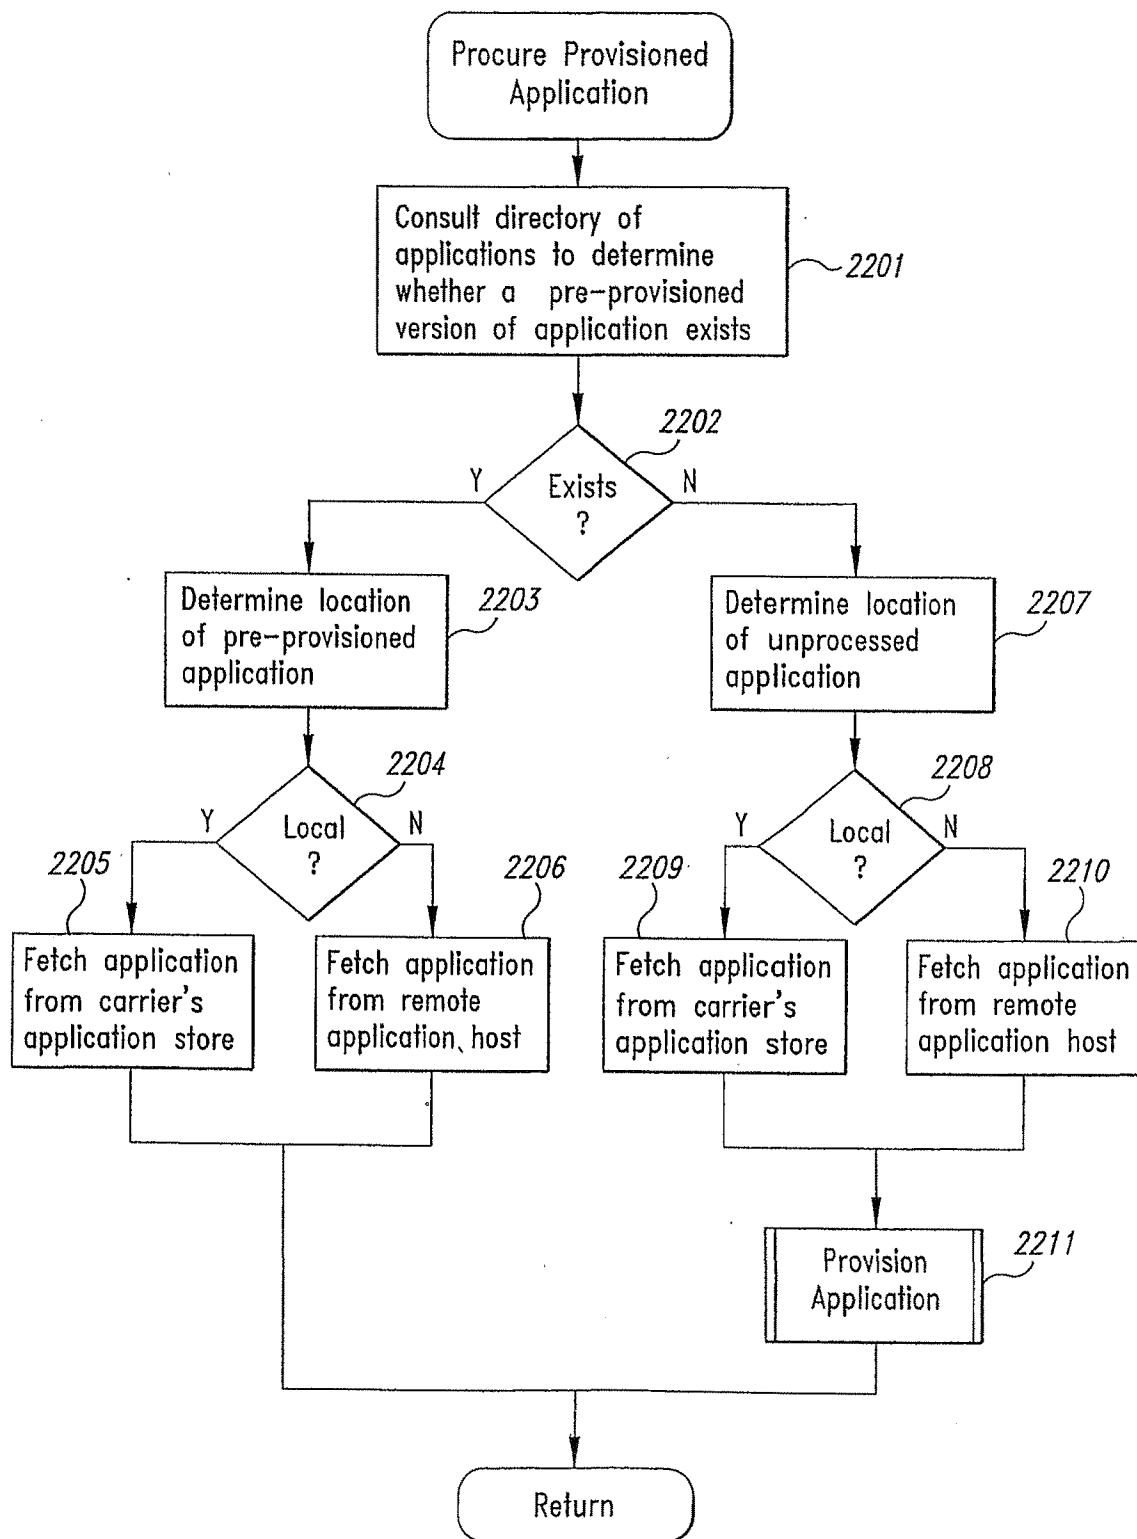 Procure Provisioned
Application
Consult directory of
applications to determine
whether a pre-provisioned
version of application exists
2201
2202
Y
Exists
?
N
Determine location
of pre-provisioned
application
2203
Determine location
of unprocessed
application
2207
2204
Y
Local
?
N
2208
Y
Local
?
N
2205
Fetch application
from carrier's
application store
2206
Fetch application
from remote
application host
2209
Fetch application
from carrier's
application store
2210
Fetch application
from remote
application host
Provision
Application
2211
Return